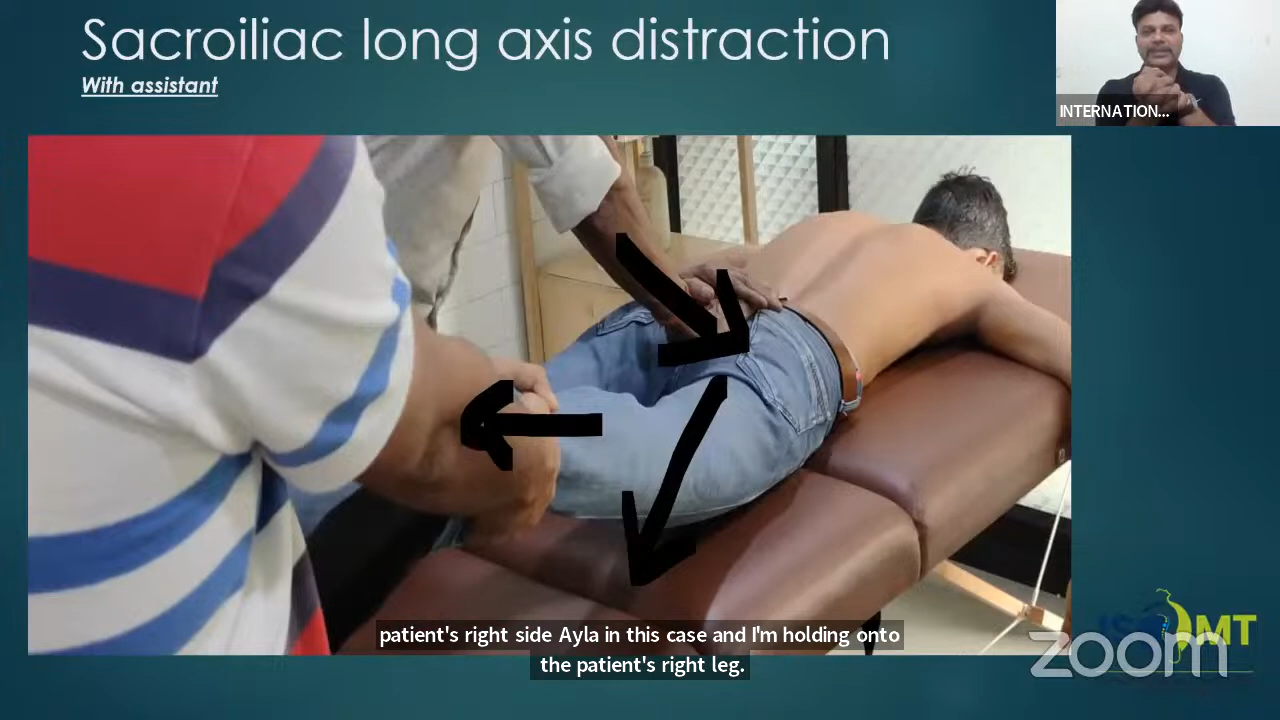 Sacroiliac long axis distraction
With assistant
INTERNATION...
patient's right side Ayla in this case and I'm holding onto
the patient's right leg.
zoom